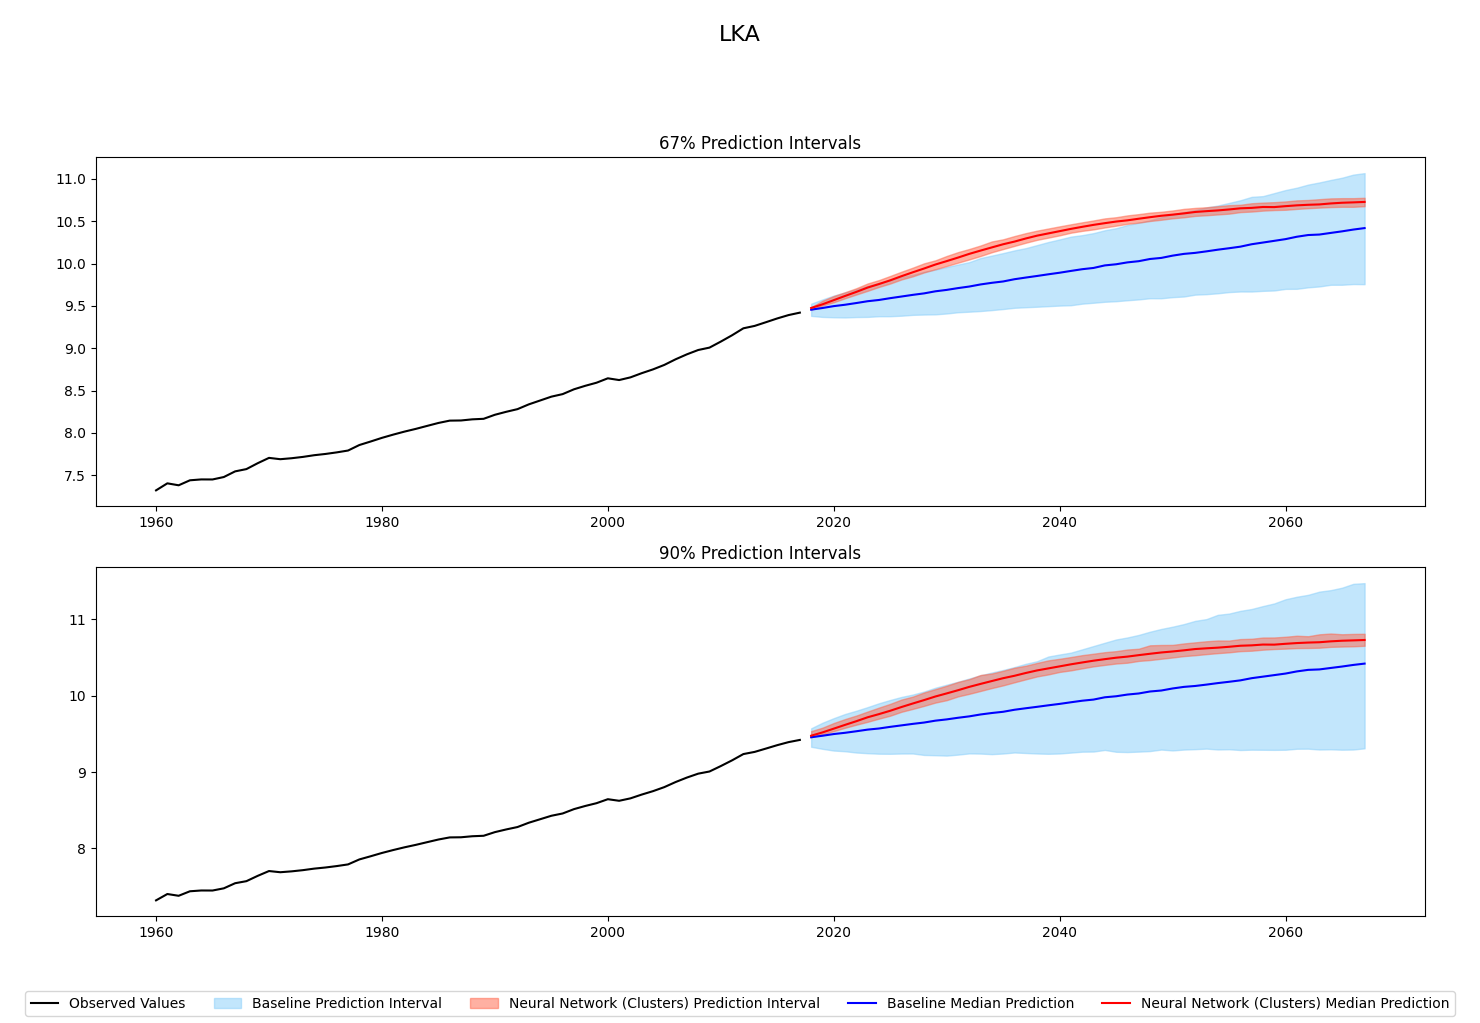 LKA
67% Prediction Intervals
11.0
10.5
10.0
9.5
9.0
8.5
8.0
7.5
1960 1980 2000 2020 2040 2060
90% Prediction Intervals
11
10
9
8
1960 1980 2000 2020 2040 2060
Observed Values Baseline Prediction Interval Neural Network (Clusters) Prediction Interval Baseline Median Prediction Neural Network (Clusters) Median Prediction